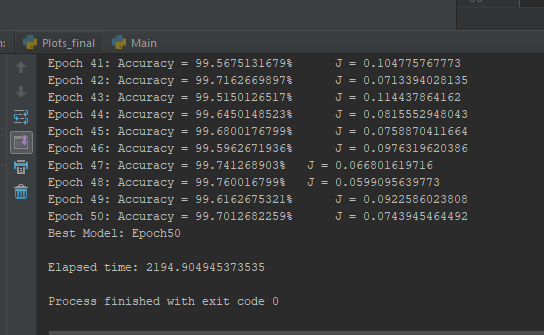 Plots_final Main
Epoch 41: Accuracy = 99.5675131679% J = 0.104775767773
Epoch 42: Accuracy = 99.7162669897% J = 0.0713394028135
Epoch 43: Accuracy = 99.5150126517% J = 0.114437864162
Epoch 44: Accuracy = 99.6450148523% J = 0.0815552948043
Epoch 45: Accuracy = 99.6800176799% J = 0.0758870411664
Epoch 46: Accuracy = 99.5962671936% J = 0.0976319620386
Epoch 47: Accuracy = 99.741268903% J = 0.066801619716
Epoch 48: Accuracy = 99.760016799% J = 0.0599095639773
Epoch 49: Accuracy = 99.6162675321% J = 0.0922586023808
Epoch 50: Accuracy = 99.7012682259% J = 0.0743945464492
Best Model: Epoch50
Elapsed time: 2194.904945373535
Process finished with exit code 0